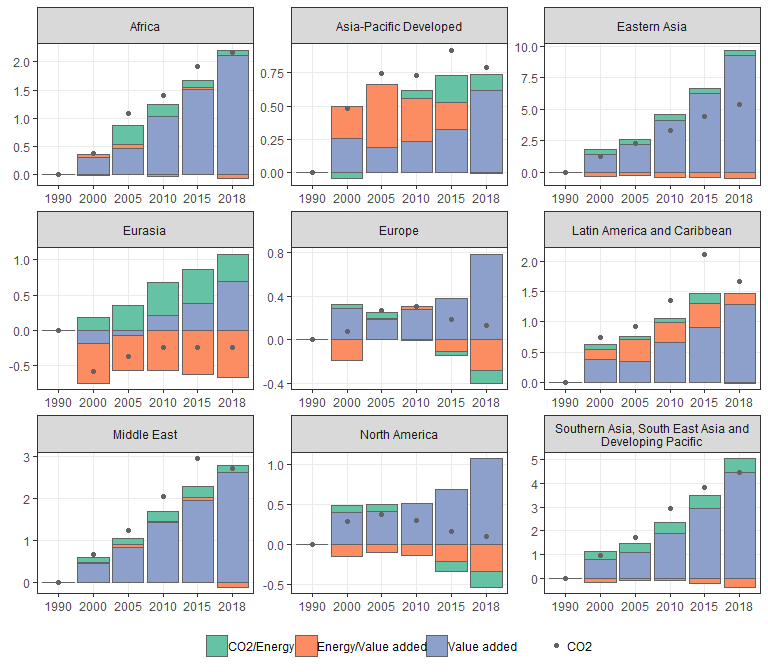 Africa
Asia-Pacific Developed
Eastern Asia
2.0
1.5
1.0
0.5
0.0
0.75
0.50
0.25
0.00
10.0
7.5
5.0
2.5
0.0
1990 2000 2005 2010 2015 2018
1990 2000 2005 2010 2015 2018
1990 2000 2005 2010 2015 2018
Eurasia
Europe
Latin America and Caribbean
1.0
0.5
0.0
-0.5
0.8
0.4
0.0
-0.4
2.0
1.5
1.0
0.5
0.0
1990 2000 2005 2010 2015 2018
1990 2000 2005 2010 2015 2018
1990 2000 2005 2010 2015 2018
Middle East
North America
Southern Asia, South East Asia and
Developing Pacific
3
2
1
0
1.0
0.5
0.0
-0.5
5
4
3
2
1
0
1990 2000 2005 2010 2015 2018
1990 2000 2005 2010 2015 2018
1990 2000 2005 2010 2015 2018
CO2/Energy Energy/Value added Value added CO2